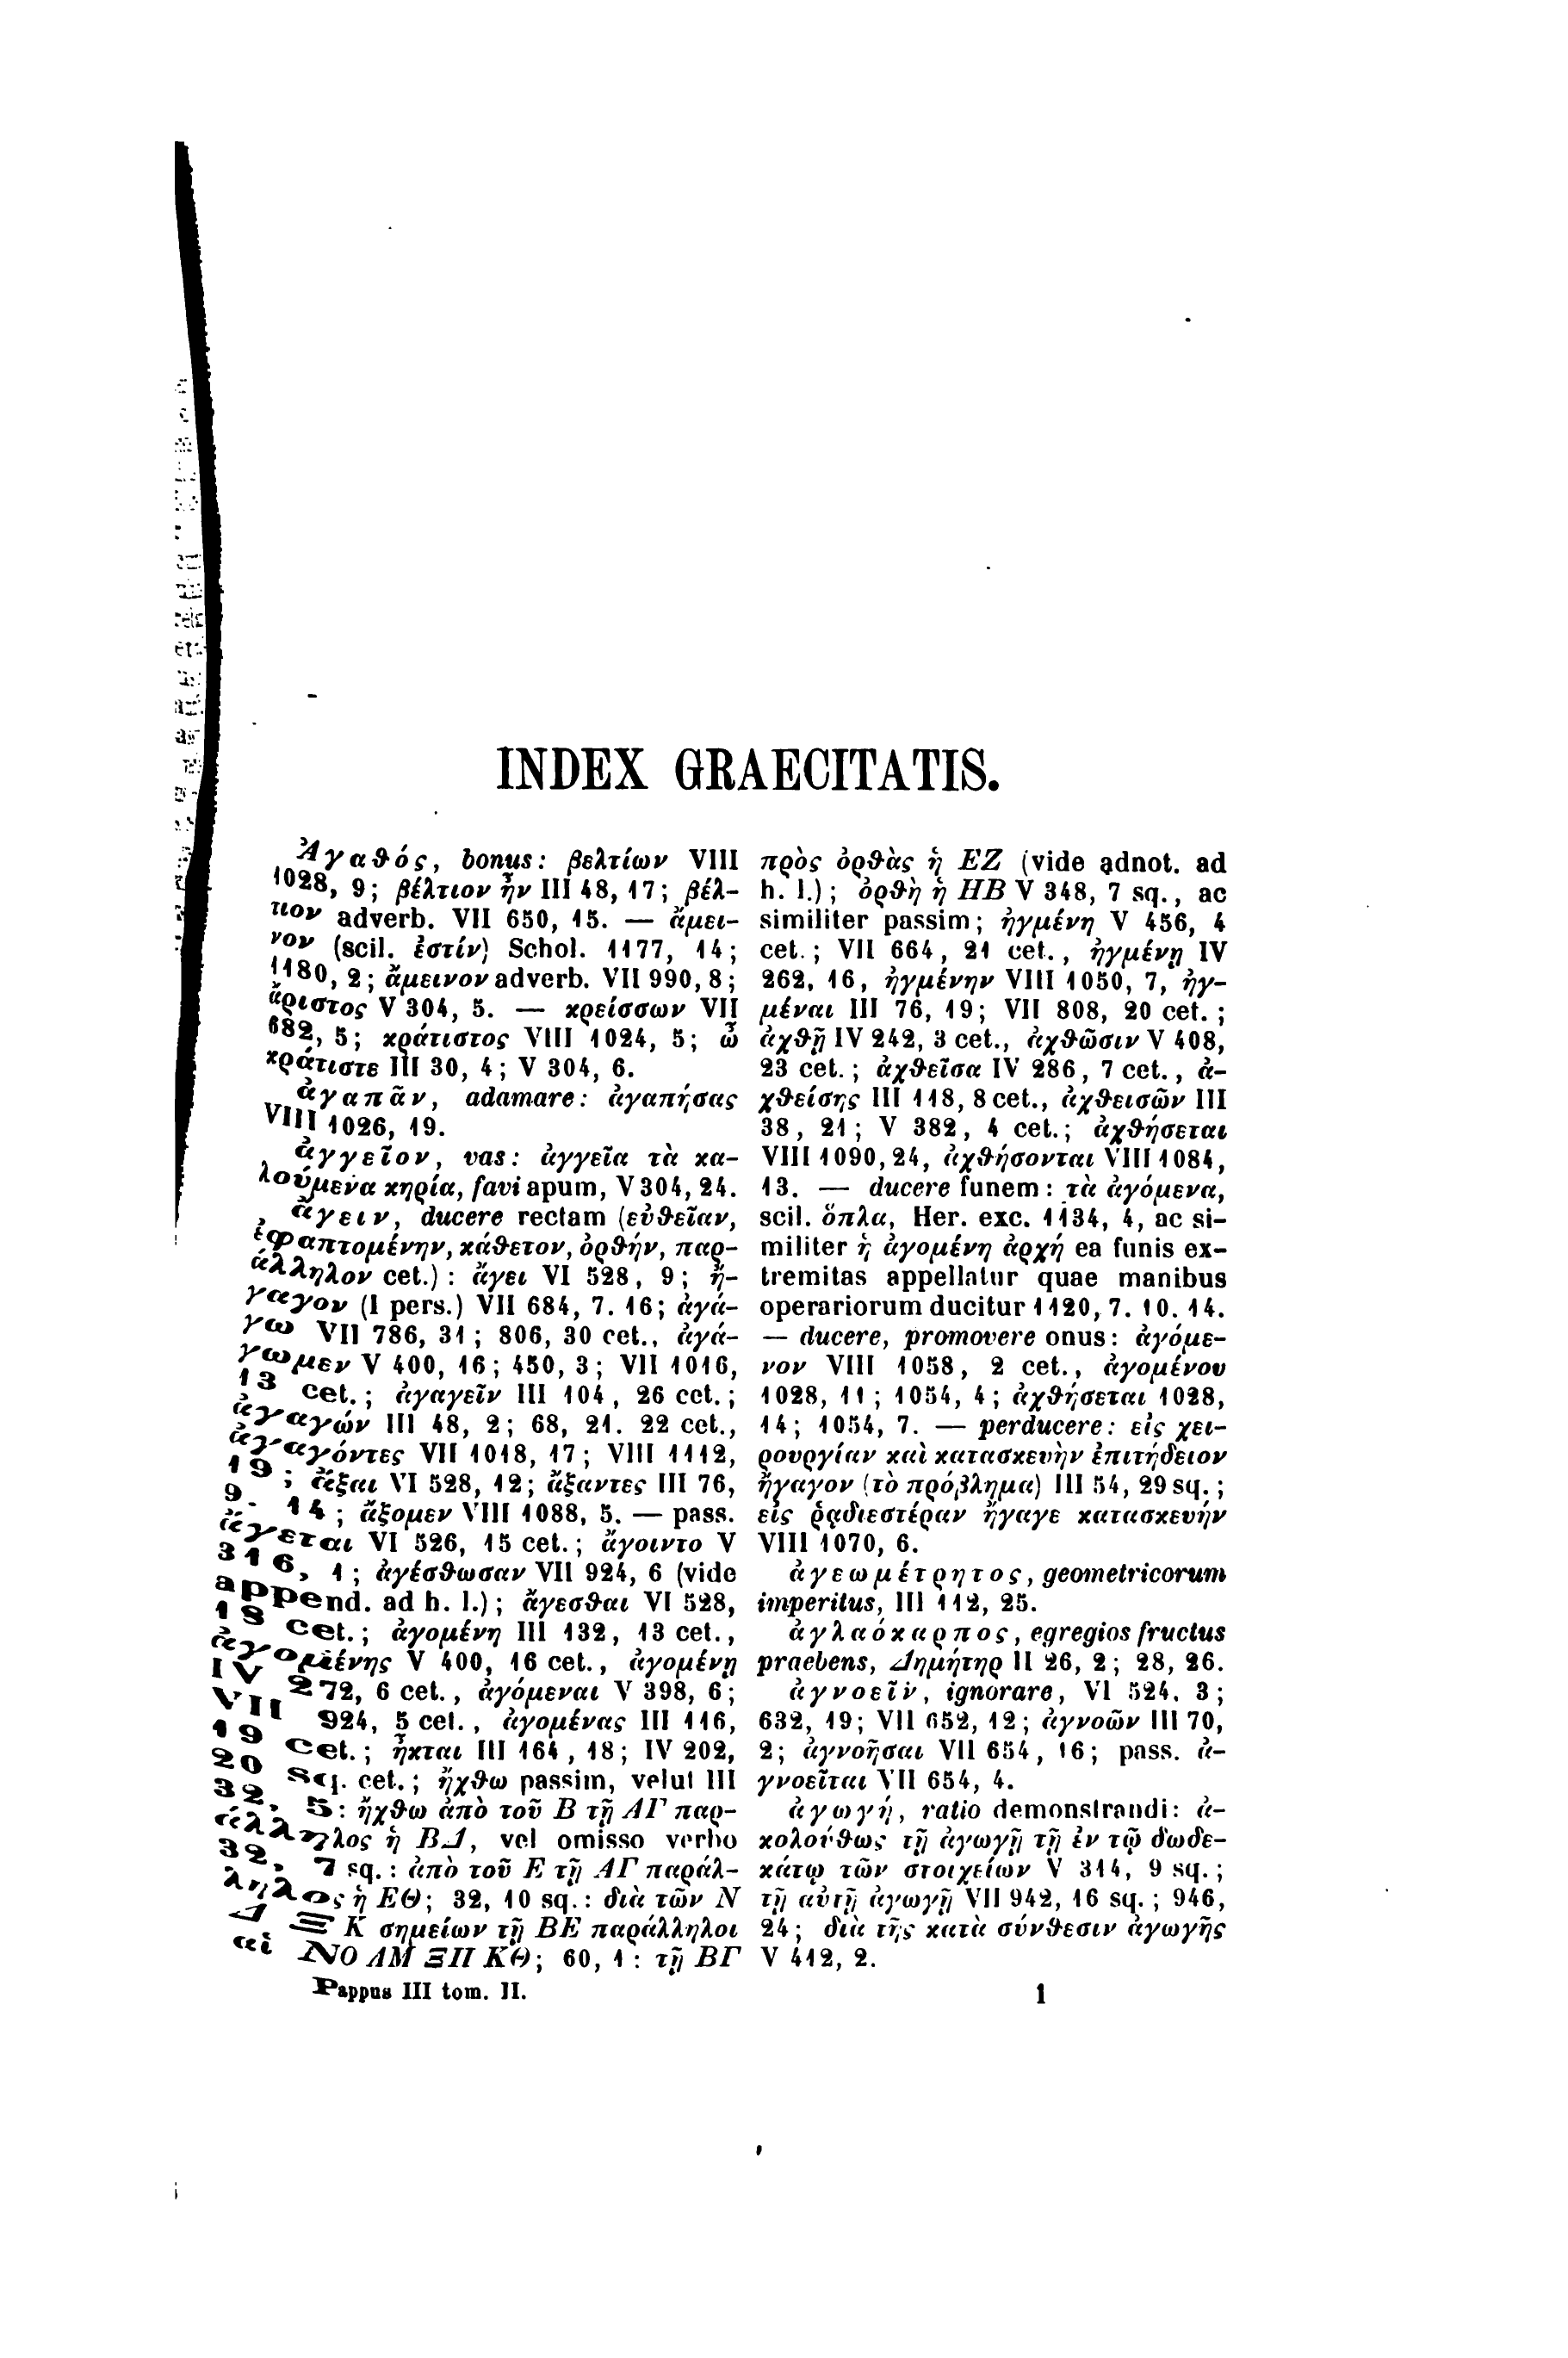 INDEX GRAECITATIS.
Ἀγαθός, bonus: βελτίων VIII
1028, 9; βέλτιον ἦν III 48, 17; βέλ-
τιον adverb. VII 650, 15. — ἄμει-
νον (scil. ἐστίν) Schol. 1177, 14;
1180, 2; ἄμεινον adverb. VII 990, 8;
ἄριστος V 304, 5. — κρείσσων VII
682, 5; κράτιστος VIII 1024, 5; ὦ
κράτιστε III 30, 4; V 304, 6.
ἀγαπᾶν, adamare: ἀγαπήσας
VIII 1026, 19.
ἀγγεῖον, vas: ἀγγεῖα τὰ κα-
λούμενα κηρία, favi apum, V 304, 24.
ἄγειν, ducere rectam (εὐθεῖαν,
ἐφαπτομένην, κάθετον, ὀρθήν, παρ-
άλληλον cet.): ἄγει VI 528, 9; ἤ-
γαγον (I pers.) VII 684, 7. 16; ἀγά-
γω VII 786, 31; 806, 30 cet., ἀγά-
γωμεν V 400, 16; 450, 3; VII 1016,
13 cet.; ἀγαγεῖν III 104, 26 cet.;
ἀγαγών III 48, 2; 68, 21. 22 cet.,
ἀγαγόντες VII 1018, 17; VIII 1112,
19; ἄξαι VI 528, 12; ἄξαντες III 76,
9. 14; ἄξομεν VIII 1088, 5. — pass.
ἄγεται VI 526, 15 cet.; ἄγοιντο V
316, 1; ἀγέσθωσαν VII 924, 6 (vide
append. ad h. l.); ἄγεσθαι VI 528,
18 cet.; ἀγομένη III 132, 13 cet.,
ἀγομένης V 400, 16 cet., ἀγομένῃ
IV 272, 6 cet., ἀγόμεναι V 398, 6;
VII 924, 5 cet., ἀγομένας III 116,
19 cet.; ἦκται III 164, 18; IV 202,
20 sq. cet.; ἤχθω passim, velut III
32, 5: ἤχθω ἀπὸ τοῦ Β τῇ ΑΓ παρ-
άλληλος ἡ ΒΔ, vel omisso verbo
32, 7 sq.: ἀπὸ τοῦ Ε τῇ ΑΓ παράλ-
ληλος ἡ ΕΘ; 32, 10 sq.: διὰ τῶν Ν
Δ Ξ Κ σημείων τῇ ΒΕ παράλληλοι
αἱ ΝΟ ΛΜ ΞΠ ΚΘ; 60, 1: τῇ ΒΓ
πρὸς ὀρθὰς ἡ ΕΖ (vide adnot. ad
h. l.); ὀρθὴ ἡ ΗΒ V 348, 7 sq., ac
similiter passim; ἠγμένη V 456, 4
cet.; VII 664, 21 cet., ἠγμένῃ IV
262, 16, ἠγμένην VIII 1050, 7, ἠγ-
μέναι III 76, 19; VII 808, 20 cet.;
ἀχθῇ IV 242, 3 cet., ἀχθῶσιν V 408,
23 cet.; ἀχθεῖσα IV 286, 7 cet., ἀ-
χθείσης III 118, 8 cet., ἀχθεισῶν III
38, 21; V 382, 4 cet.; ἀχθήσεται
VIII 1090, 24, ἀχθήσονται VIII 1084,
13. — ducere funem: τὰ ἀγόμενα,
scil. ὅπλα, Her. exc. 1134, 4, ac si-
militer ἡ ἀγομένη ἀρχή ea funis ex-
tremitas appellatur quae manibus
operariorum ducitur 1120, 7. 10. 14.
— ducere, promovere onus: ἀγόμε-
νον VIII 1058, 2 cet., ἀγομένου
1028, 11; 1054, 4; ἀχθήσεται 1028,
14; 1054, 7. — perducere: εἰς χει-
ρουργίαν καὶ κατασκευὴν ἐπιτήδειον
ἤγαγον (τὸ πρόβλημα) III 54, 29 sq.;
εἰς ῥᾳδιεστέραν ἤγαγε κατασκευήν
VIII 1070, 6.
ἀγεωμέτρητος, geometricorum
imperitus, III 112, 25.
ἀγλαόκαρπος, egregios fructus
praebens, Δημήτηρ II 26, 2; 28, 26.
ἀγνοεῖν, ignorare, VI 524, 3;
632, 19; VII 652, 12; ἀγνοῶν III 70,
2; ἀγνοῆσαι VII 654, 16; pass. ἀ-
γνοεῖται VII 654, 4.
ἀγωγή, ratio demonstrandi: ἀ-
κολούθως τῇ ἀγωγῇ τῇ ἐν τῷ δωδε-
κάτῳ τῶν στοιχείων V 314, 9 sq.;
τῇ αὐτῇ ἀγωγῇ VII 942, 16 sq.; 946,
24; διὰ τῆς κατὰ σύνθεσιν ἀγωγῆς
V 412, 2.
Pappus III tom. II.
1